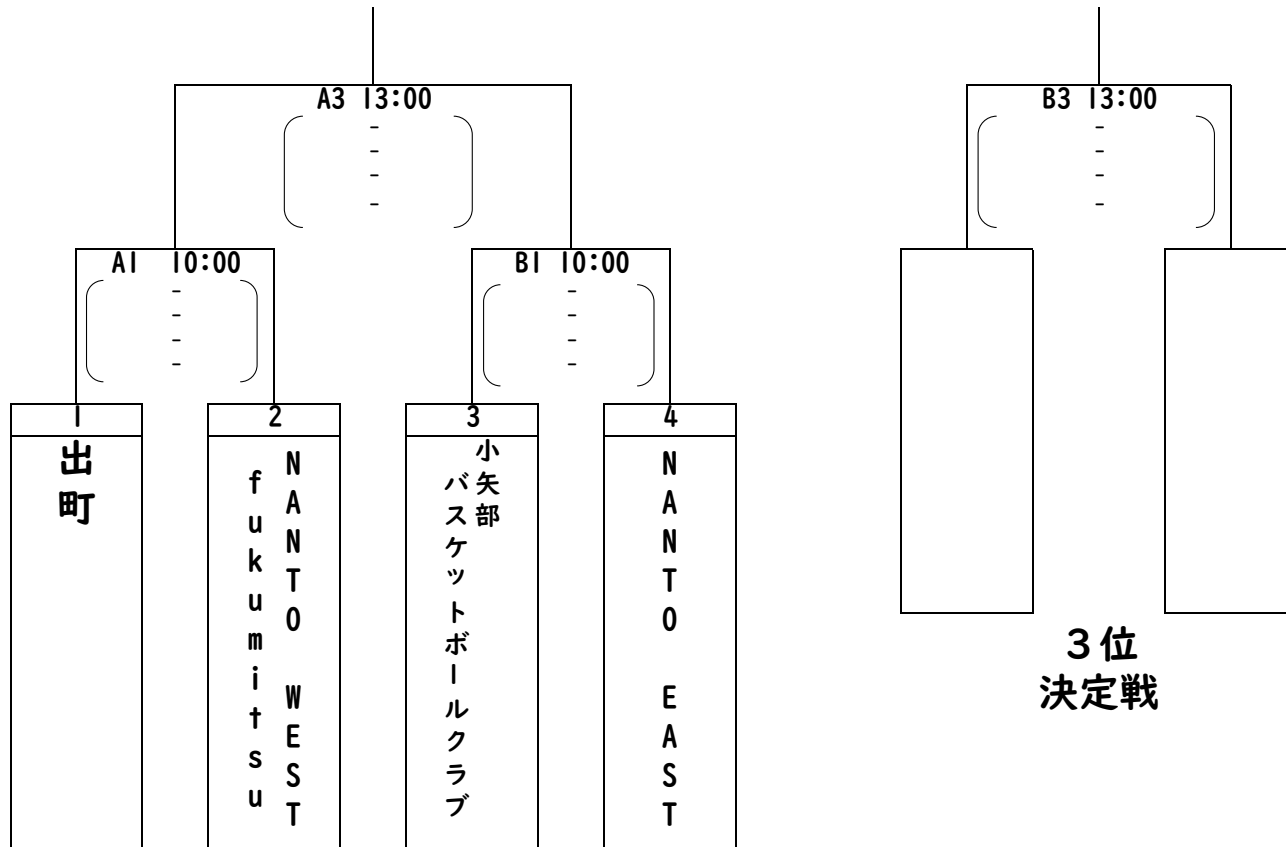 A3 13:00
-
-
-
-
B3 13:00
-
-
-
-
A1 10:00
-
-
-
-
B1 10:00
-
-
-
-
1
出町
2
NANTO WEST
fukumitsu
3
小矢部
バスケットボールクラブ
4
NANTO EAST
3位
決定戦